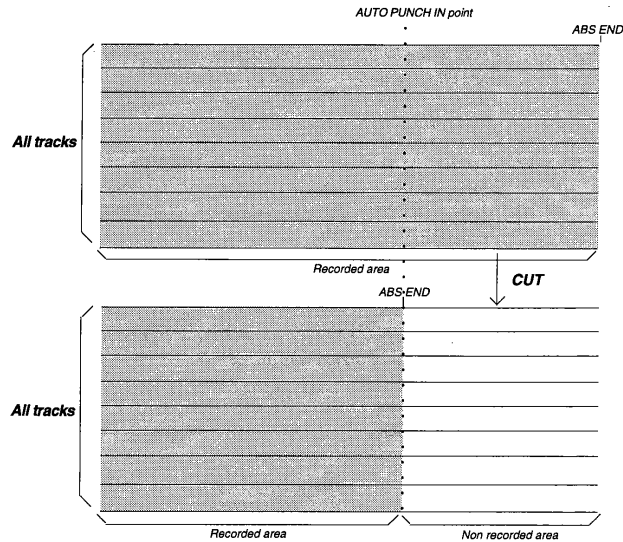 AUTO PUNCH IN point
ABS END
All tracks
Recorded area
CUT
ABS END
All tracks
Recorded area
Non recorded area